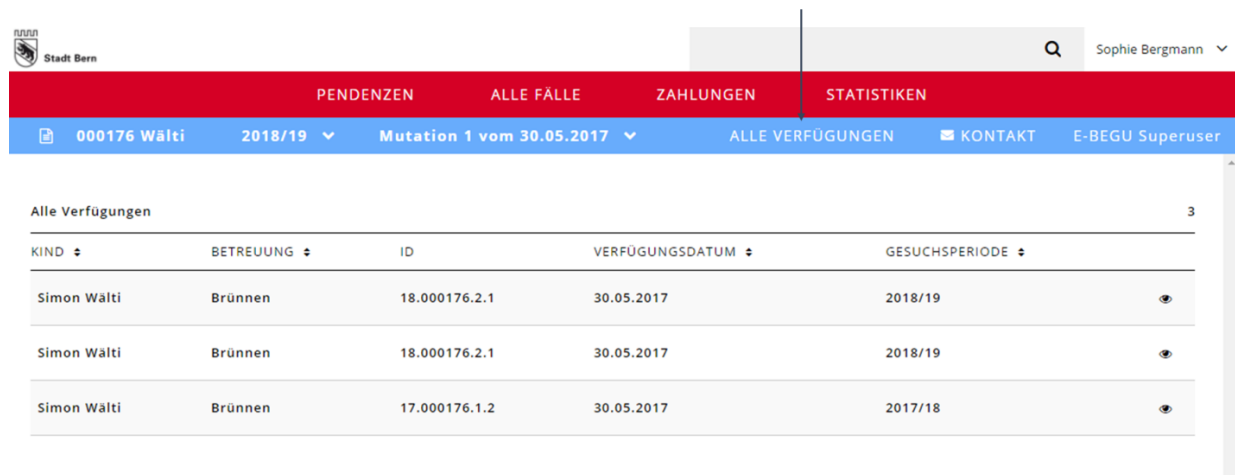 Stadt Bern
Sophie Bergmann
PENDENZEN ALLE FÄLLE ZAHLUNGEN STATISTIKEN
000176 Wälti 2018/19 Mutation 1 vom 30.05.2017 ALLE VERFÜGUNGEN KONTAKT E-BEGU Superuser
Alle Verfügungen 3
KIND BETREUUNG ID VERFÜGUNGSDATUM GESUCHSPERIODE
Simon Wälti Brünnen 18.000176.2.1 30.05.2017 2018/19
Simon Wälti Brünnen 18.000176.2.1 30.05.2017 2018/19
Simon Wälti Brünnen 17.000176.1.2 30.05.2017 2017/18